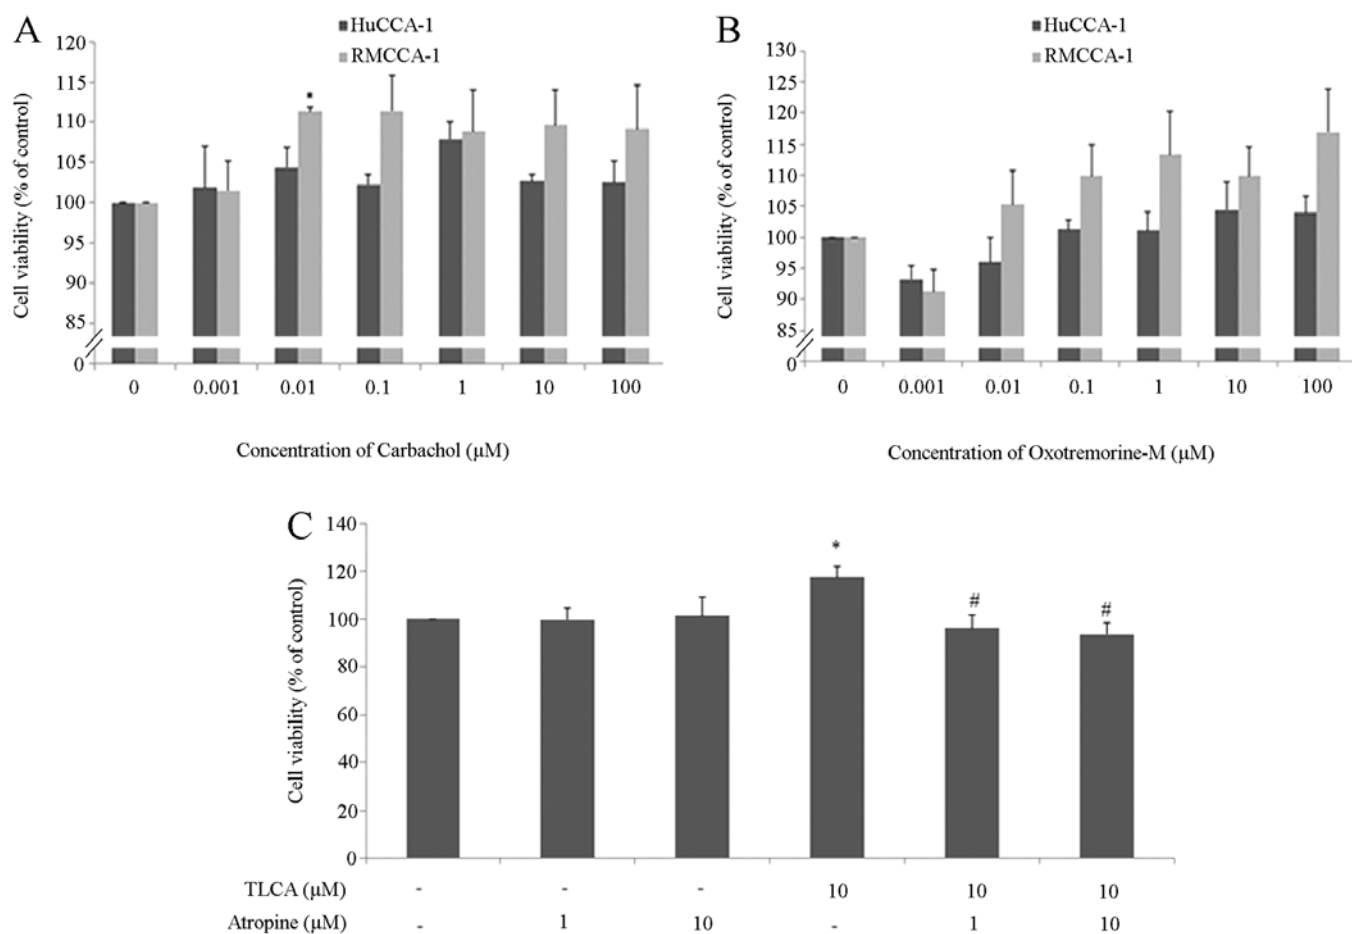 A
HuCCA-1
RMCCA-1
Cell viability (% of control)
120
115
110
105
100
95
90
85
0
*
0 0.001 0.01 0.1 1 10 100
Concentration of Carbachol (µM)
B
HuCCA-1
RMCCA-1
Cell viability (% of control)
130
125
120
115
110
105
100
95
90
85
0
0 0.001 0.01 0.1 1 10 100
Concentration of Oxotremorine-M (µM)
C
Cell viability (% of control)
140
120
100
80
60
40
20
0
*
#
#
TLCA (µM) - - - 10 10 10
Atropine (µM) - 1 10 - 1 10